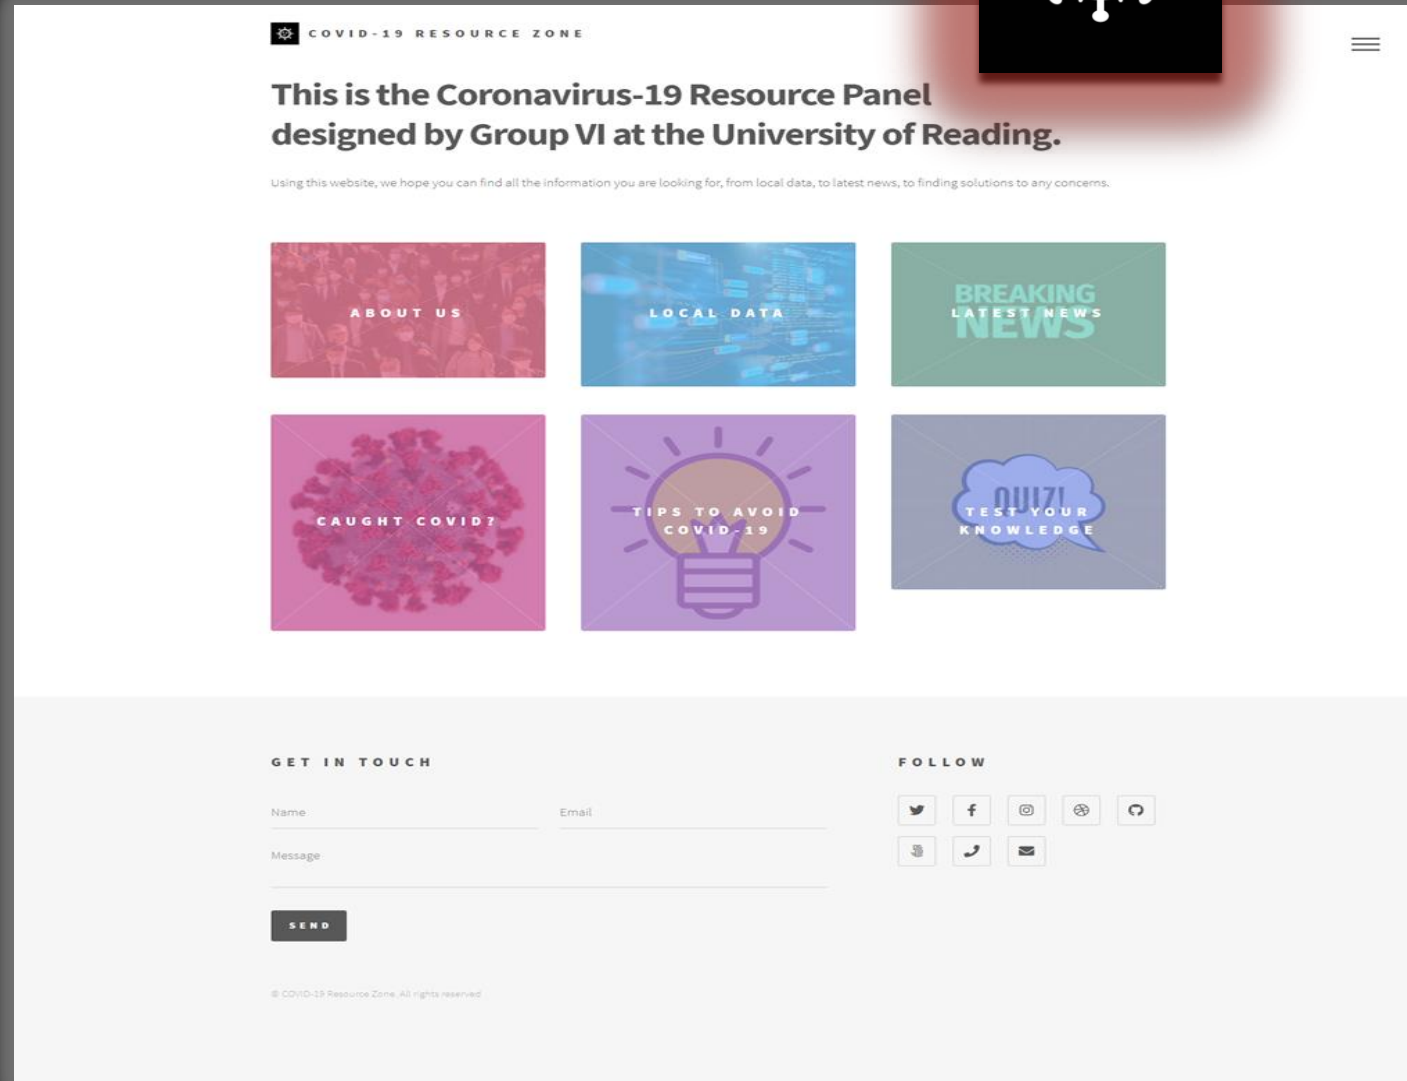 COVID-19 RESOURCE ZONE
This is the Coronavirus-19 Resource Panel
designed by Group VI at the University of Reading.
Using this website, we hope you can find all the information you are looking for, from local data, to latest news, to finding solutions to any concerns.
ABOUT US
LOCAL DATA
BREAKING
LATEST NEWS
NEWS
CAUGHT COVID?
TIPS TO AVOID
COVID-19
QUIZ!
TEST YOUR
KNOWLEDGE
GET IN TOUCH
FOLLOW
Name
Email
Message
SEND
© COVID-19 Resource Zone. All rights reserved